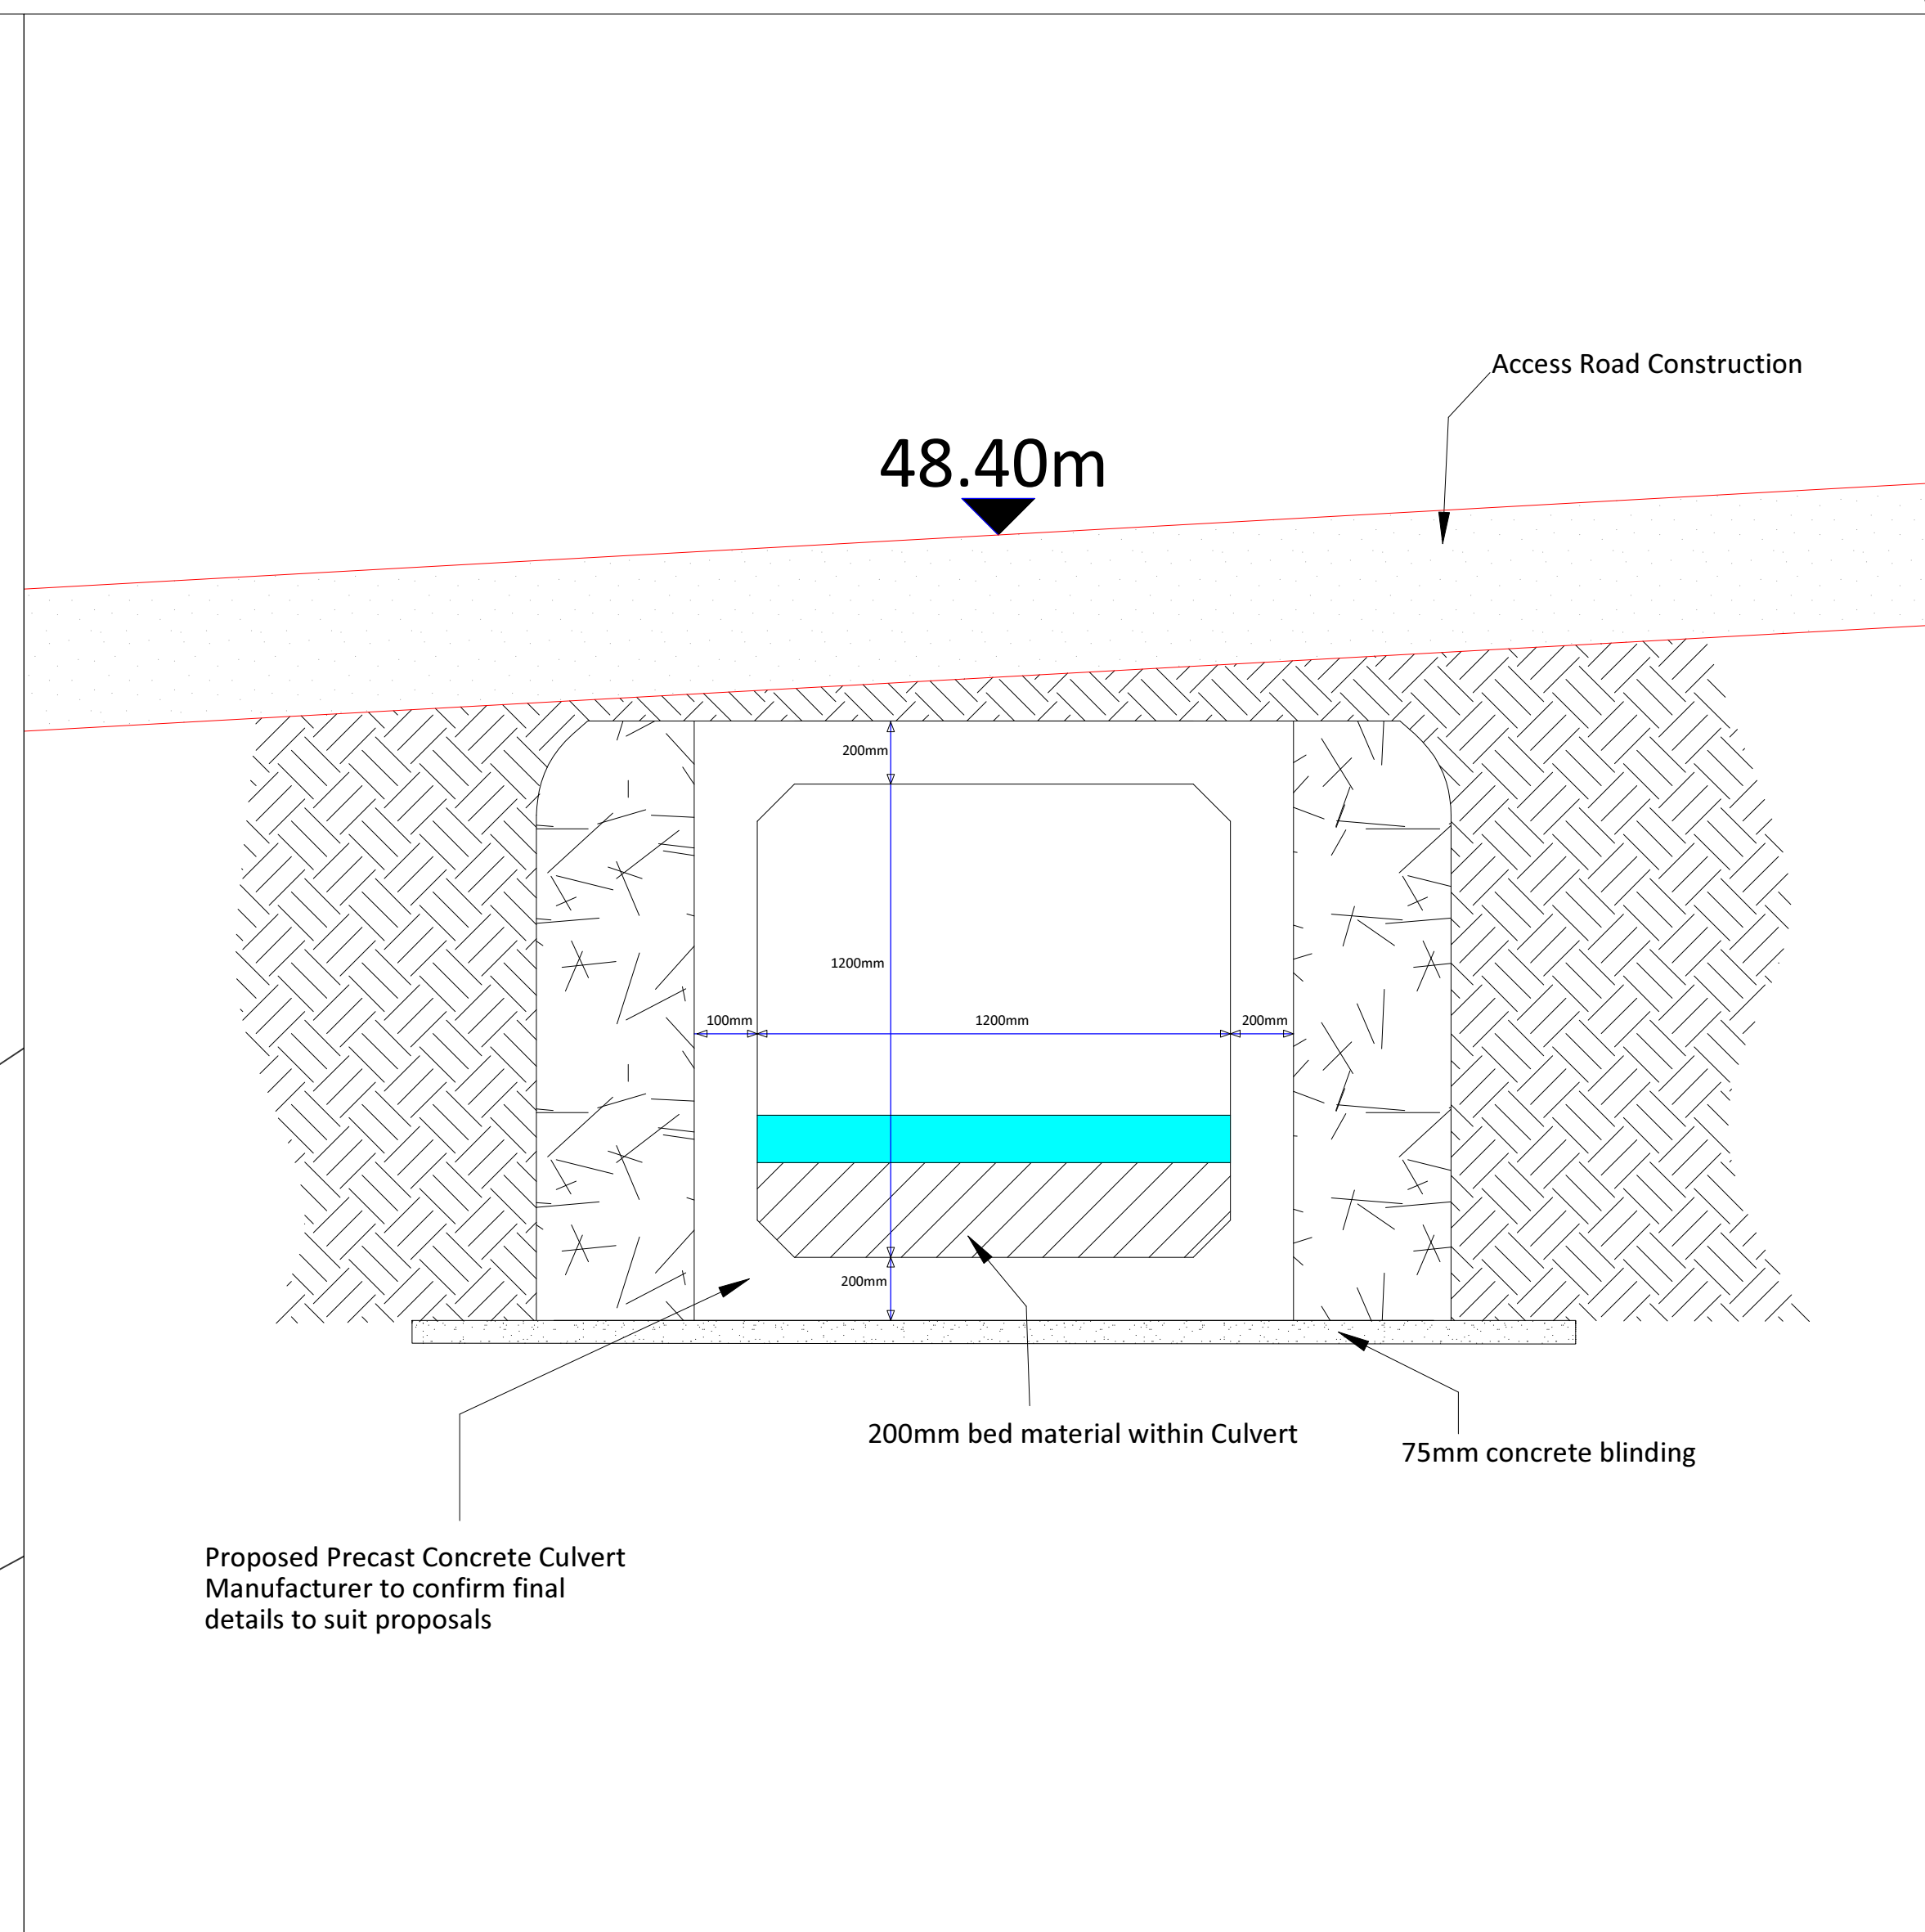 Access Road Construction
48.40m
200mm
1200mm
100mm
1200mm
200mm
200mm
200mm bed material within Culvert
75mm concrete blinding
Proposed Precast Concrete Culvert
Manufacturer to confirm final
details to suit proposals